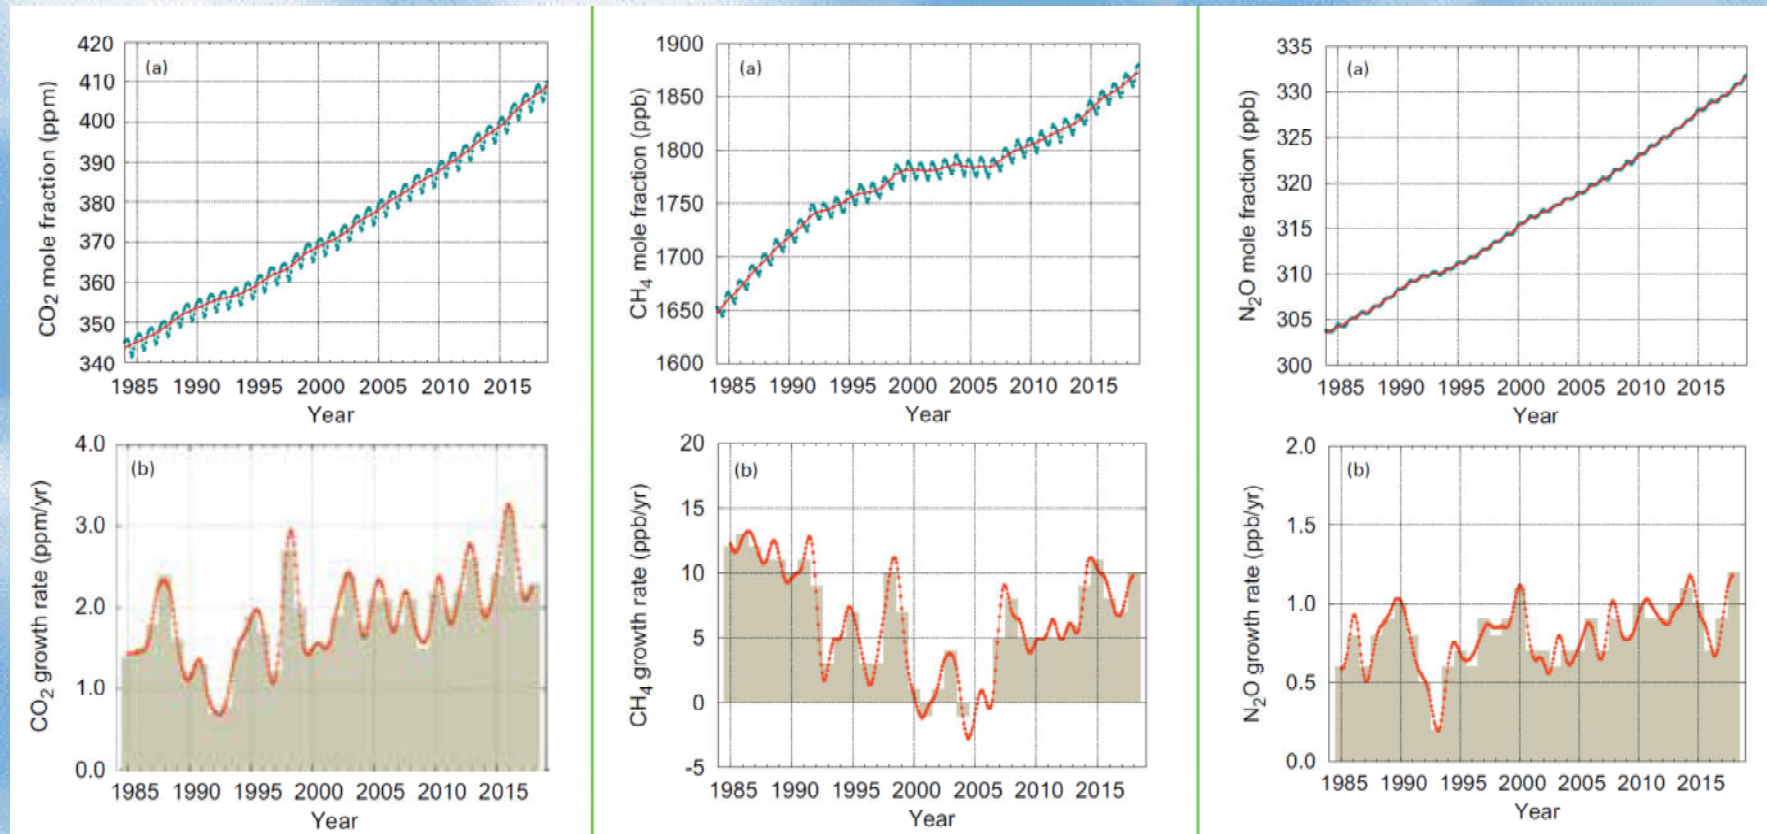 CO₂ mole fraction (ppm)
420
410
400
390
380
370
360
350
340
(a)
1985 1990 1995 2000 2005 2010 2015
Year
CH₄ mole fraction (ppb)
1900
1850
1800
1750
1700
1650
1600
(a)
1985 1990 1995 2000 2005 2010 2015
Year
N₂O mole fraction (ppb)
335
330
325
320
315
310
305
300
(a)
1985 1990 1995 2000 2005 2010 2015
Year
CO₂ growth rate (ppm/yr)
4.0
3.0
2.0
1.0
0.0
(b)
1985 1990 1995 2000 2005 2010 2015
Year
CH₄ growth rate (ppb/yr)
20
15
10
5
0
-5
(b)
1985 1990 1995 2000 2005 2010 2015
Year
N₂O growth rate (ppb/yr)
2.0
1.5
1.0
0.5
0.0
(b)
1985 1990 1995 2000 2005 2010 2015
Year